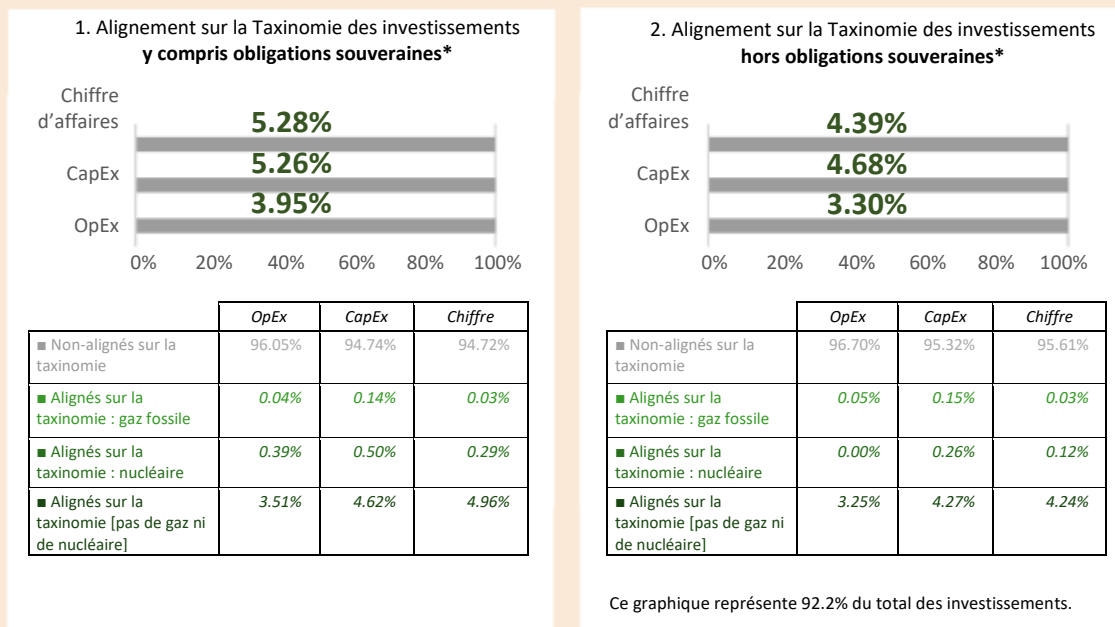 1. Alignement sur la Taxinomie des investissements
y compris obligations souveraines*
Chiffre
d'affaires
5.28%
CapEx
5.26%
OpEx
3.95%
0% 20% 40% 60% 80% 100%
OpEx CapEx Chiffre
■ Non-alignés sur la
taxinomie
96.05% 94.74% 94.72%
■ Alignés sur la
taxinomie : gaz fossile
0.04% 0.14% 0.03%
■ Alignés sur la
taxinomie : nucléaire
0.39% 0.50% 0.29%
■ Alignés sur la
taxinomie [pas de gaz ni
de nucléaire]
3.51% 4.62% 4.96%
2. Alignement sur la Taxinomie des investissements
hors obligations souveraines*
Chiffre
d'affaires
4.39%
CapEx
4.68%
OpEx
3.30%
0% 20% 40% 60% 80% 100%
OpEx CapEx Chiffre
■ Non-alignés sur la
taxinomie
96.70% 95.32% 95.61%
■ Alignés sur la
taxinomie : gaz fossile
0.05% 0.15% 0.03%
■ Alignés sur la
taxinomie : nucléaire
0.00% 0.26% 0.12%
■ Alignés sur la
taxinomie [pas de gaz ni
de nucléaire]
3.25% 4.27% 4.24%
Ce graphique représente 92.2% du total des investissements.